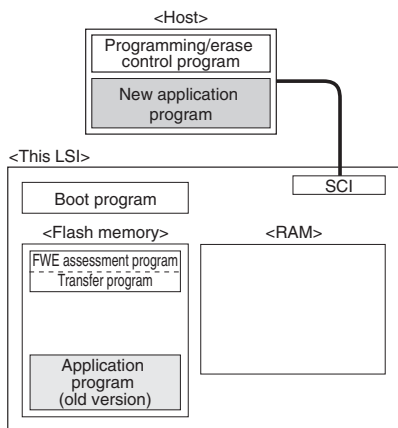 <Host>
Programming/erase
control program
New application
program
<This LSI>
SCI
Boot program
<Flash memory>
<RAM>
FWE assessment program
Transfer program
Application
program
(old version)